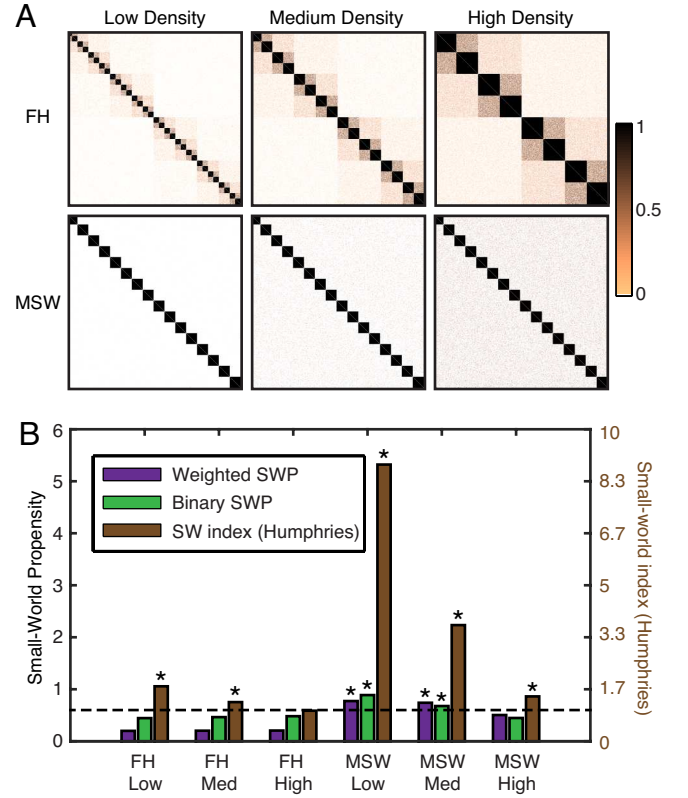 A
Low Density
Medium Density
High Density
FH
MSW
1
0.5
0
B
Small-World Propensity
6
5
4
3
2
1
0
Weighted SWP
Binary SWP
SW index (Humphries)
*
*
*
*
*
*
*
*
*
10
8.3
6.7
5
3.3
1.7
0
Small-world index (Humphries)
FH
Low
FH
Med
FH
High
MSW
Low
MSW
Med
MSW
High